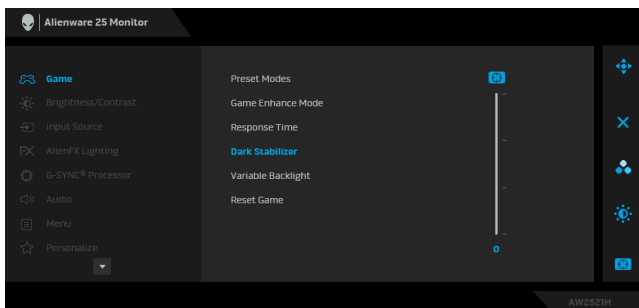 Alienware 25 Monitor
Game
Brightness/Contrast
Input Source
AlienFX Lighting
G-SYNC® Processor
Audio
Menu
Personalize
Preset Modes
Game Enhance Mode
Response Time
Dark Stabilizer
Variable Backlight
Reset Game
0
AW2521H